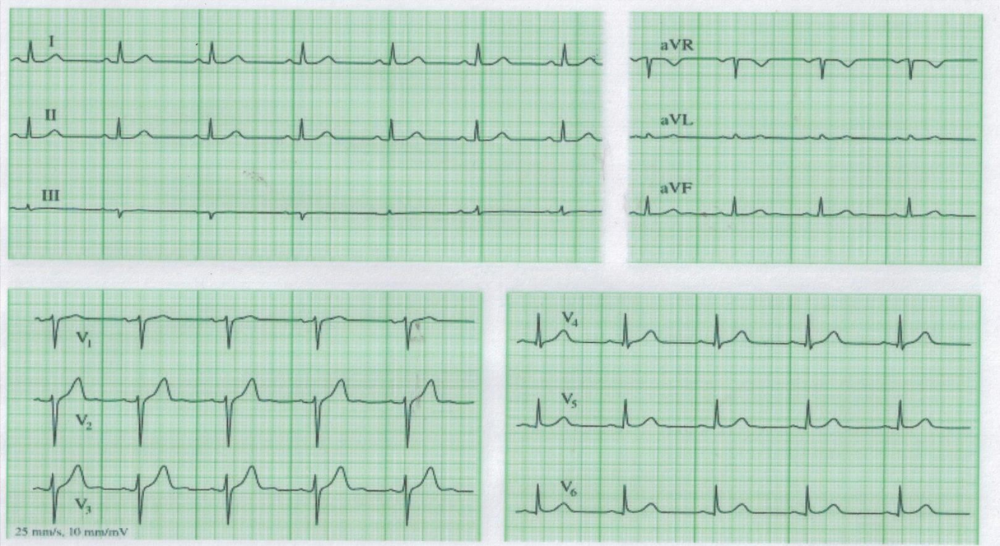 I
II
III
aVR
aVL
aVF
V1
V2
V3
25 mm/s, 10 mm/mV
V4
V5
V6